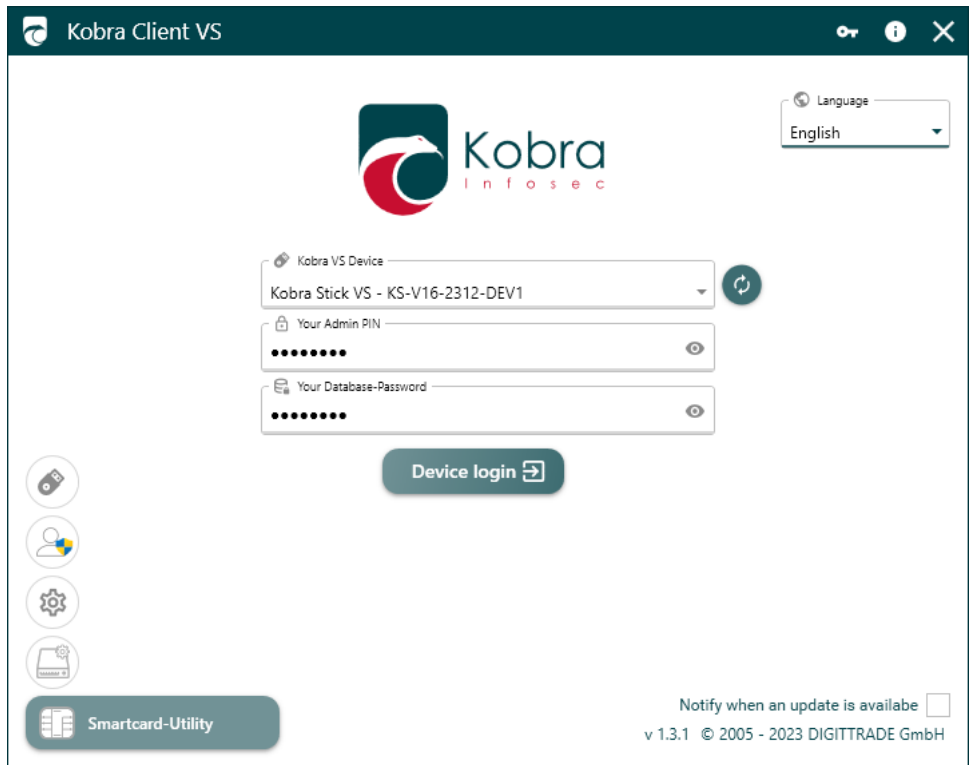 Kobra Client VS
Language
English
Kobra
Infosec
Kobra VS Device
Kobra Stick VS - KS-V16-2312-DEV1
Your Admin PIN
••••••••
Your Database-Password
••••••••
Device login
Smartcard-Utility
Notify when an update is availabe
v 1.3.1 © 2005 - 2023 DIGITTRADE GmbH